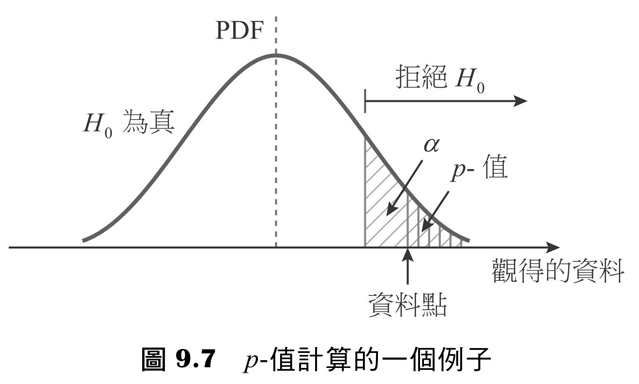 PDF
拒絕 H₀
H₀ 為真
α
p- 值
觀得的資料
資料點
圖 9.7 p-值計算的一個例子